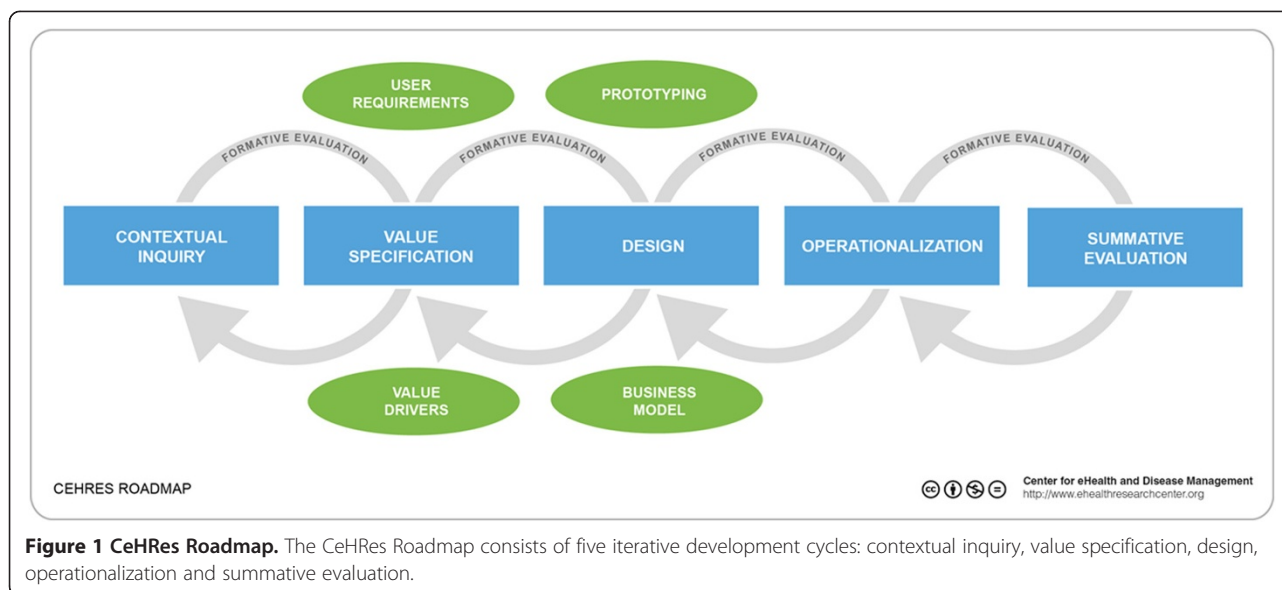 USER
REQUIREMENTS
PROTOTYPING
FORMATIVE EVALUATION
FORMATIVE EVALUATION
FORMATIVE EVALUATION
FORMATIVE EVALUATION
CONTEXTUAL
INQUIRY
VALUE
SPECIFICATION
DESIGN
OPERATIONALIZATION
SUMMATIVE
EVALUATION
VALUE
DRIVERS
BUSINESS
MODEL
CEHRES ROADMAP
cc
Center for eHealth and Disease Management
http://www.ehealthresearchcenter.org
Figure 1 CeHRes Roadmap. The CeHRes Roadmap consists of five iterative development cycles: contextual inquiry, value specification, design,
operationalization and summative evaluation.